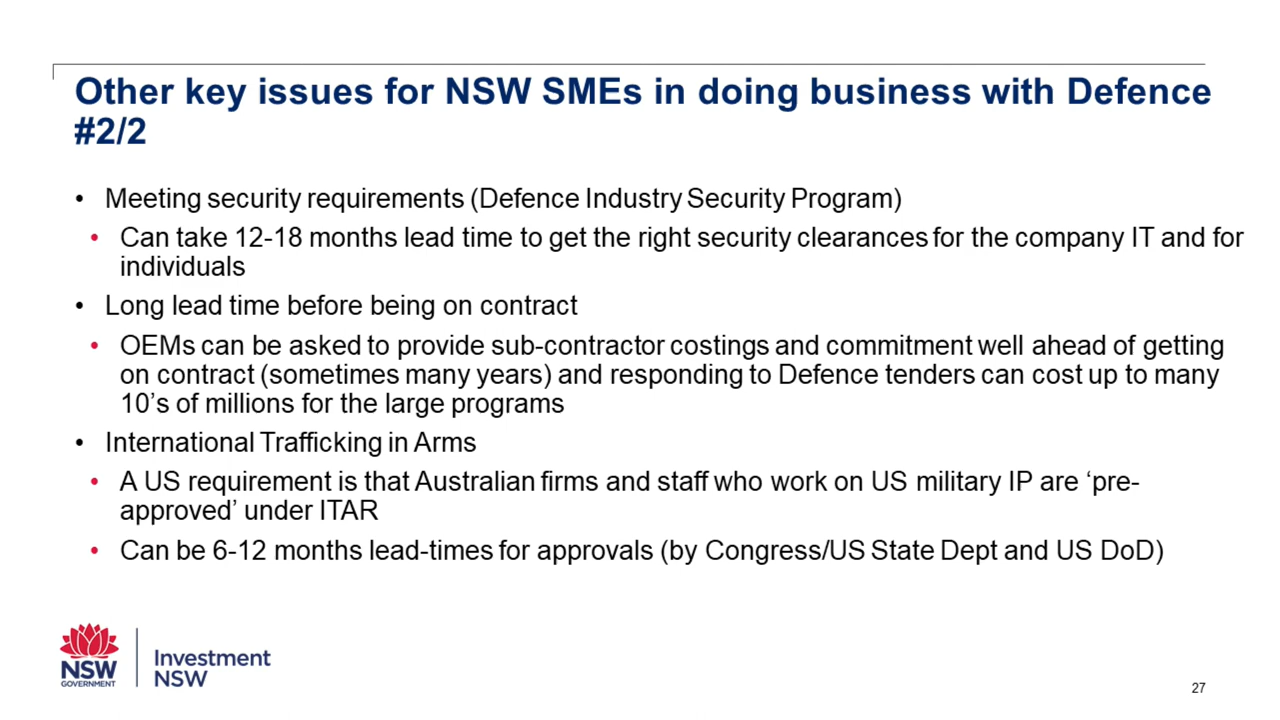 Other key issues for NSW SMEs in doing business with Defence
#2/2
• Meeting security requirements (Defence Industry Security Program)
• Can take 12-18 months lead time to get the right security clearances for the company IT and for
individuals
• Long lead time before being on contract
• OEMs can be asked to provide sub-contractor costings and commitment well ahead of getting
on contract (sometimes many years) and responding to Defence tenders can cost up to many
10’s of millions for the large programs
• International Trafficking in Arms
• A US requirement is that Australian firms and staff who work on US military IP are ‘pre-
approved’ under ITAR
• Can be 6-12 months lead-times for approvals (by Congress/US State Dept and US DoD)
NSW
GOVERNMENT
Investment
NSW
27